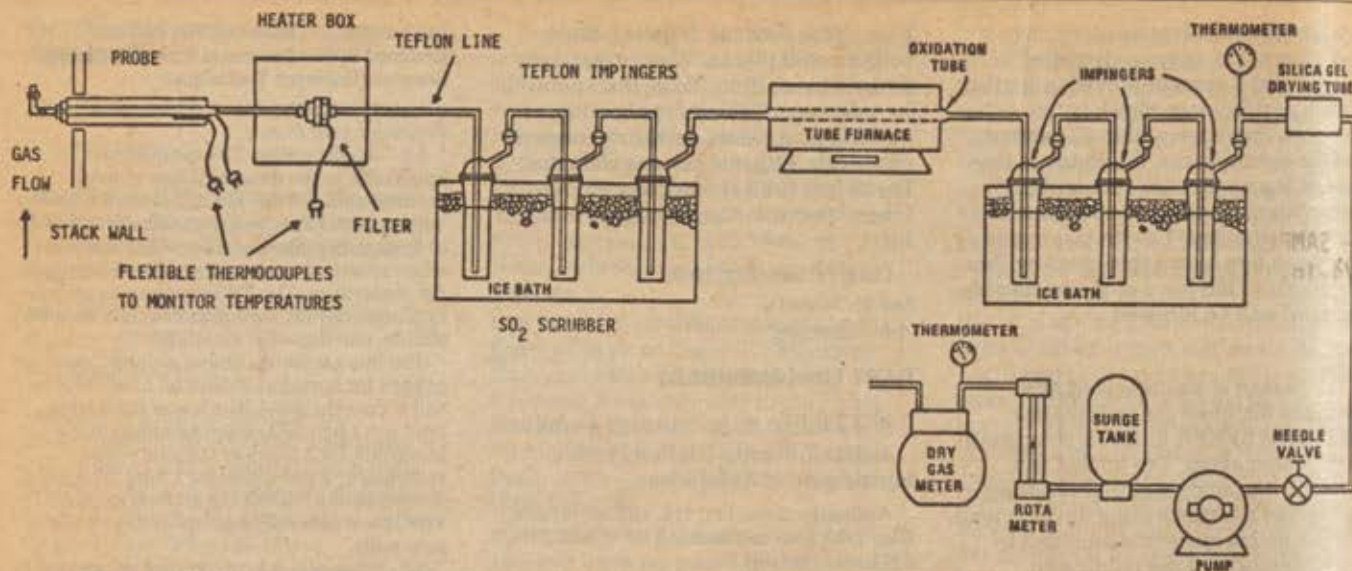 HEATER BOX
PROBE
TEFLON LINE
TEFLON IMPINGERS
OXIDATION
TUBE
THERMOMETER
IMPINGERS
SILICA GEL
DRYING TUBE
TUBE FURNACE
GAS
FLOW
STACK WALL
FILTER
FLEXIBLE THERMOCOUPLES
TO MONITOR TEMPERATURES
ICE BATH
SO₂ SCRUBBER
ICE BATH
THERMOMETER
DRY
GAS
METER
ROTA
METER
SURGE
TANK
NEEDLE
VALVE
PUMP